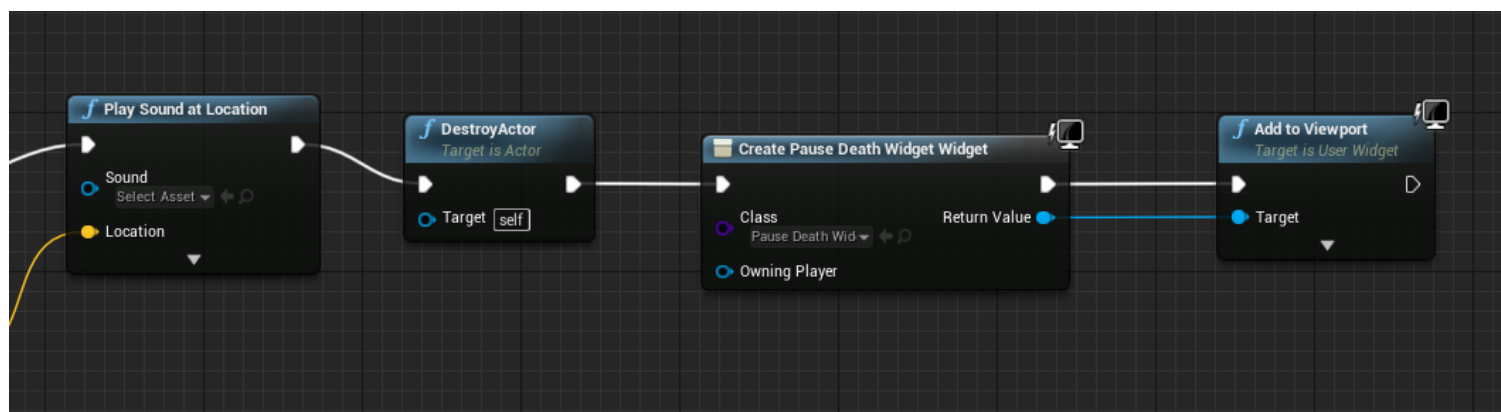 Play Sound at Location
Sound
Select Asset
Location
DestroyActor
Target is Actor
Target self
Create Pause Death Widget Widget
Class Return Value
Pause Death Wid
Owning Player
Add to Viewport
Target is User Widget
Target